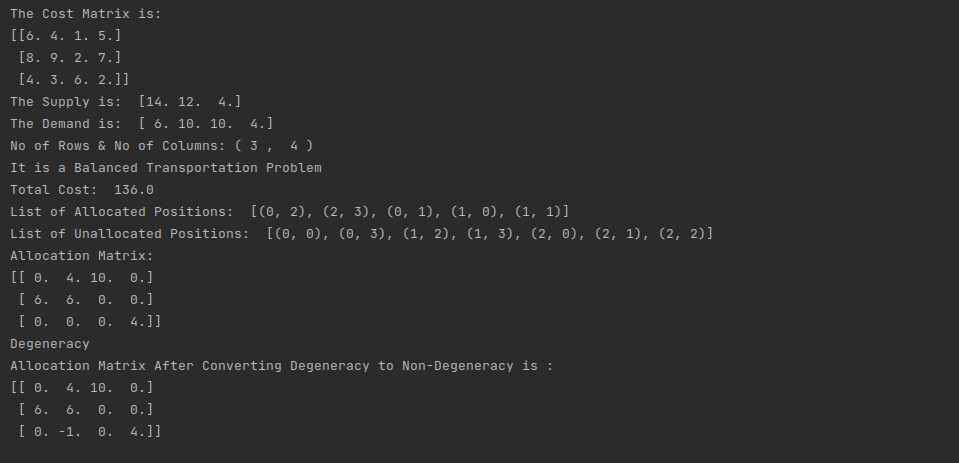 The Cost Matrix is:
[[6. 4. 1. 5.]
 [8. 9. 2. 7.]
 [4. 3. 6. 2.]]
The Supply is:  [14. 12.  4.]
The Demand is:  [ 6. 10. 10.  4.]
No of Rows & No of Columns: ( 3 ,  4 )
It is a Balanced Transportation Problem
Total Cost:  136.0
List of Allocated Positions:  [(0, 2), (2, 3), (0, 1), (1, 0), (1, 1)]
List of Unallocated Positions:  [(0, 0), (0, 3), (1, 2), (1, 3), (2, 0), (2, 1), (2, 2)]
Allocation Matrix:
[[ 0.  4. 10.  0.]
 [ 6.  6.  0.  0.]
 [ 0.  0.  0.  4.]]
Degeneracy
Allocation Matrix After Converting Degeneracy to Non-Degeneracy is :
[[ 0.  4. 10.  0.]
 [ 6.  6.  0.  0.]
 [ 0. -1.  0.  4.]]